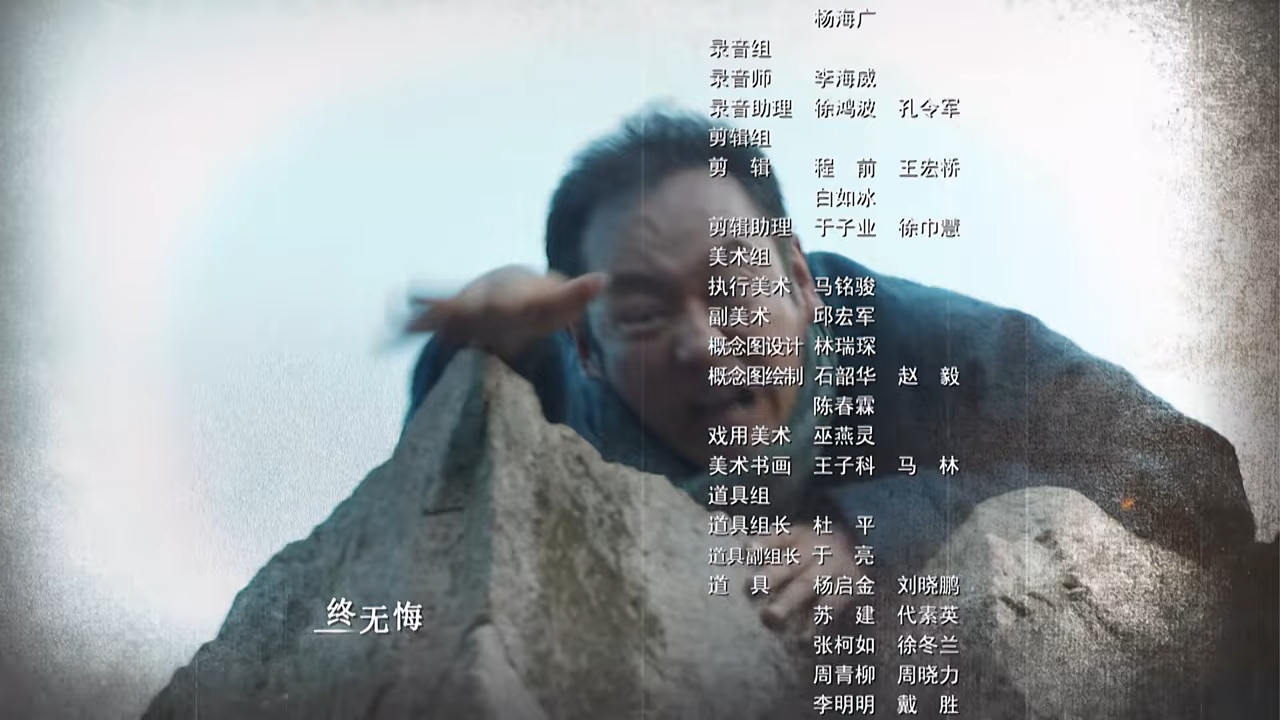 杨海广
录音组
录音师 李海威
录音助理 徐鸿波 孔令军
剪辑组
剪 辑 程 前 王宏桥
白如冰
剪辑助理 于子业 徐巾慧
美术组
执行美术 马铭骏
副美术 邱宏军
概念图设计 林瑞琛
概念图绘制 石韶华 赵 毅
陈春霖
戏用美术 巫燕灵
美术书画 王子科 马 林
道具组
道具组长 杜 平
道具副组长 于 亮
道 具 杨启金 刘晓鹏
苏 建 代素英
张柯如 徐冬兰
周青柳 周晓力
李明明 戴 胜
终无悔